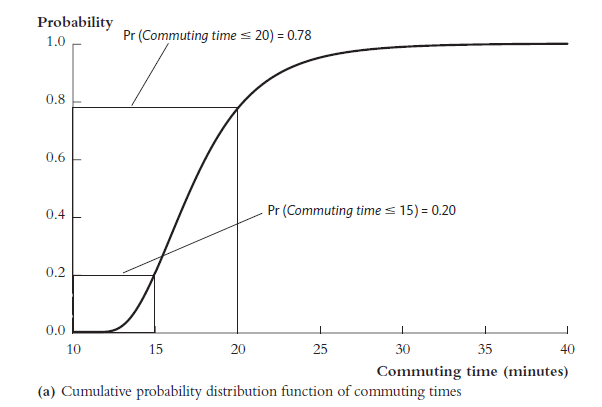 Probability
1.0
Pr (Commuting time ≤ 20) = 0.78
0.8
0.6
0.4
Pr (Commuting time ≤ 15) = 0.20
0.2
0.0
10 15 20 25 30 35 40
Commuting time (minutes)
(a) Cumulative probability distribution function of commuting times